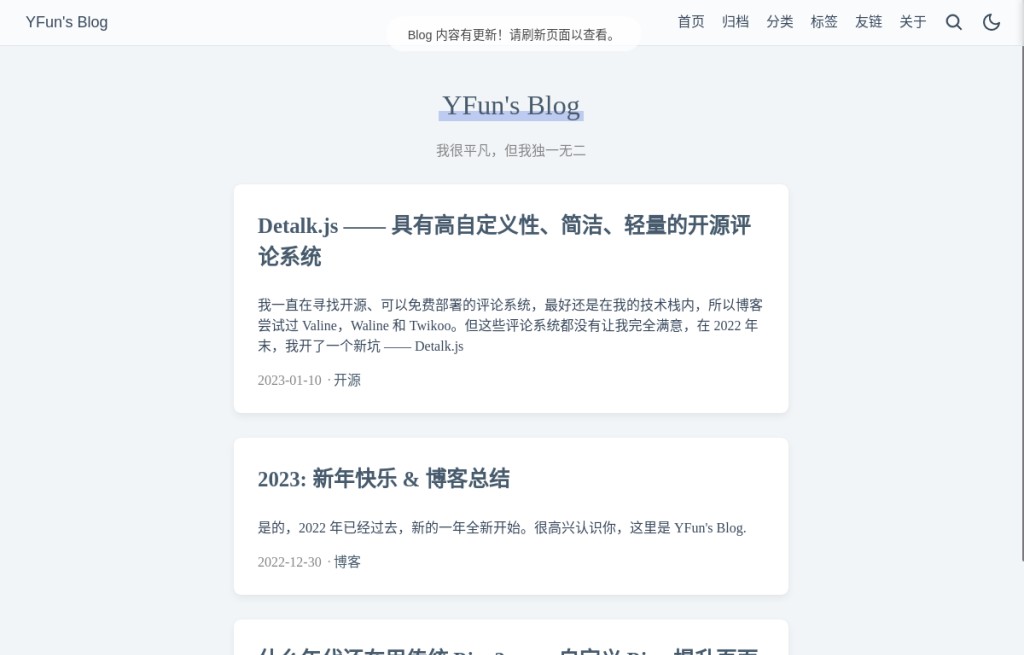 YFun's Blog
Blog 内容有更新！请刷新页面以查看。
首页 归档 分类 标签 友链 关于
YFun's Blog
我很平凡，但我独一无二
Detalk.js —— 具有高自定义性、简洁、轻量的开源评
论系统
我一直在寻找开源、可以免费部署的评论系统，最好还是在我的技术栈内，所以博客
尝试过 Valine，Waline 和 Twikoo。但这些评论系统都没有让我完全满意，在 2022 年
末，我开了一个新坑 —— Detalk.js
2023-01-10 · 开源
2023: 新年快乐 & 博客总结
是的，2022 年已经过去，新的一年全新开始。很高兴认识你，这里是 YFun's Blog.
2022-12-30 · 博客